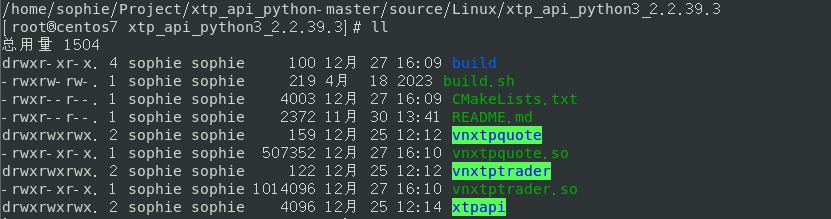 /home/sophie/Project/xtp_api_python-master/source/Linux/xtp_api_python3_2.2.39.3
[root@centos7 xtp_api_python3_2.2.39.3]# ll
总用量 1504
drwxr-xr-x. 4 sophie sophie 100 12月 27 16:09 build
-rwxrw-rw-. 1 sophie sophie 219 4月 18 2023 build.sh
-rwxr--r--. 1 sophie sophie 4003 12月 27 16:09 CMakeLists.txt
-rwxr--r--. 1 sophie sophie 2372 11月 30 13:41 README.md
drwxrwxrwx. 2 sophie sophie 159 12月 25 12:12 vnxtpquote
-rwxr-xr-x. 1 sophie sophie 507352 12月 27 16:10 vnxtpquote.so
drwxrwxrwx. 2 sophie sophie 122 12月 25 12:12 vnxtptrader
-rwxr-xr-x. 1 sophie sophie 1014096 12月 27 16:10 vnxtptrader.so
drwxrwxrwx. 2 sophie sophie 4096 12月 25 12:14 xtpapi